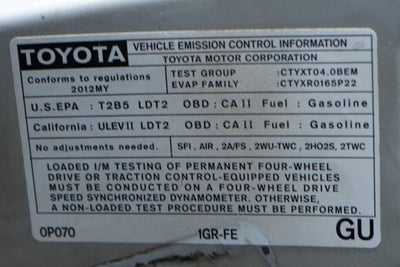 TOYOTA
VEHICLE EMISSION CONTROL INFORMATION
TOYOTA MOTOR CORPORATION
Conforms to regulations
2012MY
TEST GROUP :CTYXT04.0BEM
EVAP FAMILY :CTYXR0165P22
U.S.EPA : T2B5 LDT2 OBD: CA II Fuel : Gasoline
California : ULEVII LDT2 OBD: CA II Fuel : Gasoline
No adjustments needed.
SFI , AIR , 2A/FS , 2WU-TWC , 2HO2S , 2TWC
LOADED I/M TESTING OF PERMANENT FOUR-WHEEL
DRIVE OR TRACTION CONTROL-EQUIPPED VEHICLES
MUST BE CONDUCTED ON A FOUR-WHEEL DRIVE
SPEED SYNCHRONIZED DYNAMOMETER. OTHERWISE,
A NON-LOADED TEST PROCEDURE MUST BE PERFORMED.
0P070 1GR-FE GU